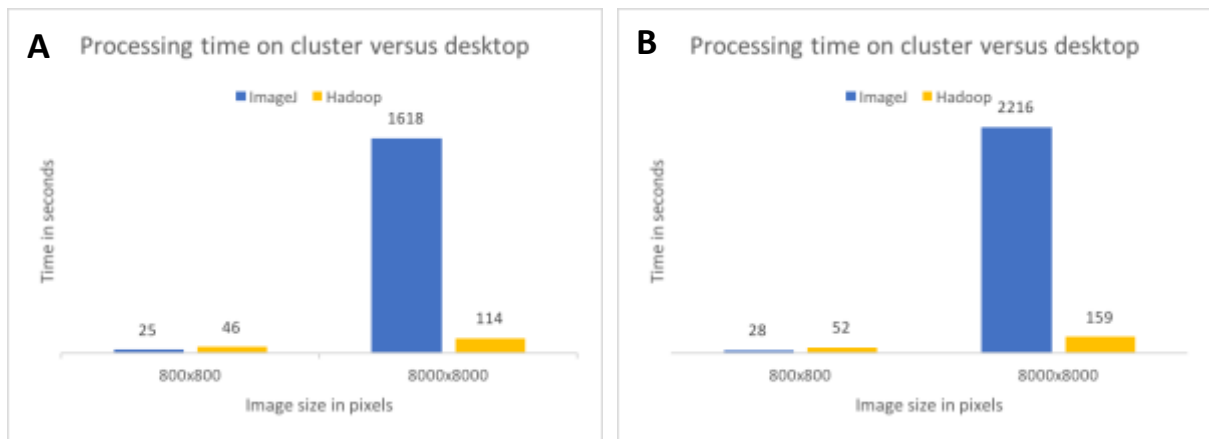 A
Processing time on cluster versus desktop
ImageJ Hadoop
1618
Time in seconds
25
46
114
800x800 8000x8000
Image size in pixels
B
Processing time on cluster versus desktop
ImageJ Hadoop
2216
Time in seconds
28
52
159
800x800 8000x8000
Image size in pixels